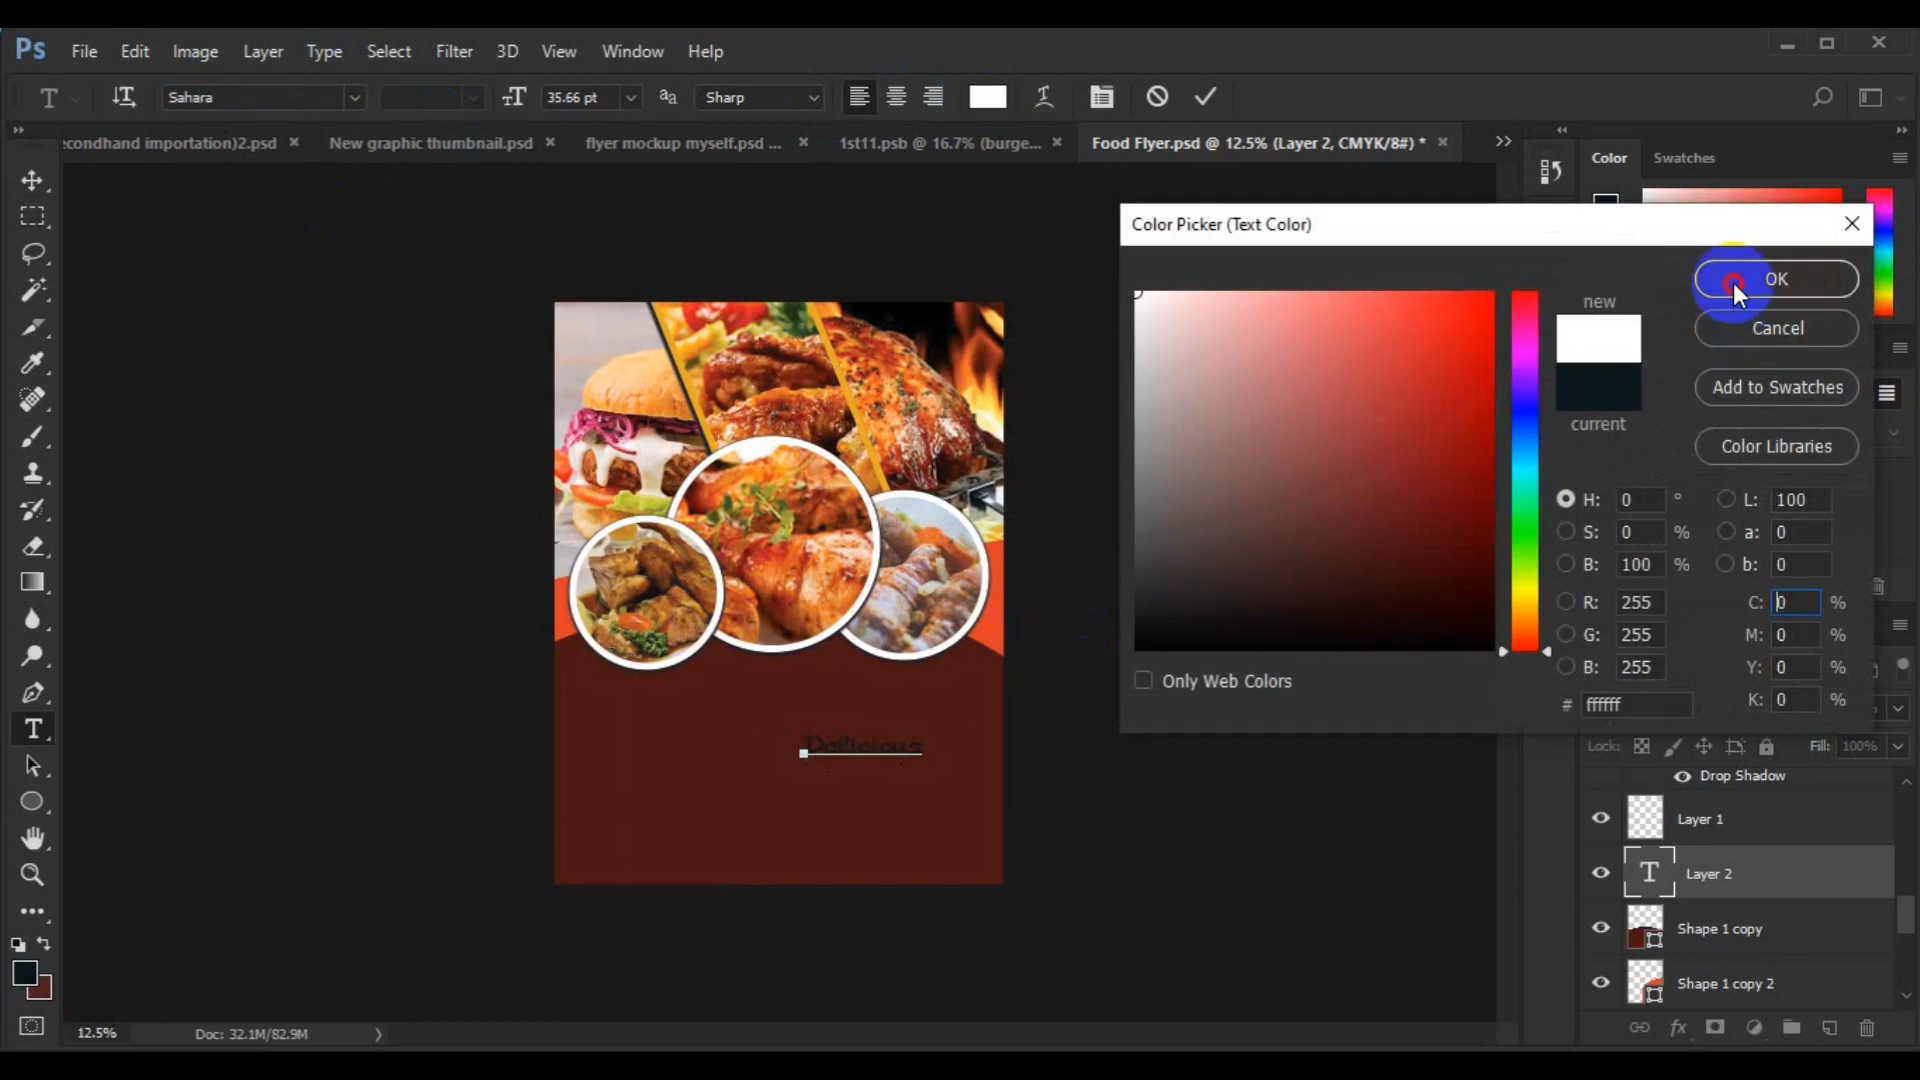 Ps File Edit Image Layer Type Select Filter 3D View Window Help
T Sahara 35.66 pt aa Sharp
econdhand importation)2.psd × New graphic thumbnail.psd × flyer mockup myself.psd ... × 1st11.psb @ 16.7% (burge... × Food Flyer.psd @ 12.5% (Layer 2, CMYK/8#) * ×
Color Swatches
Color Picker (Text Color)
OK
new
Cancel
Add to Swatches
current
Color Libraries
H: 0 ° L: 100
S: 0 % a: 0
B: 100 % b: 0
R: 255 C: 0 %
G: 255 M: 0 %
B: 255 Y: 0 %
# ffffff K: 0 %
Only Web Colors
Lock: Fill: 100%
Drop Shadow
Layer 1
T Layer 2
Shape 1 copy
Shape 1 copy 2
12.5% Doc: 32.1M/82.9M